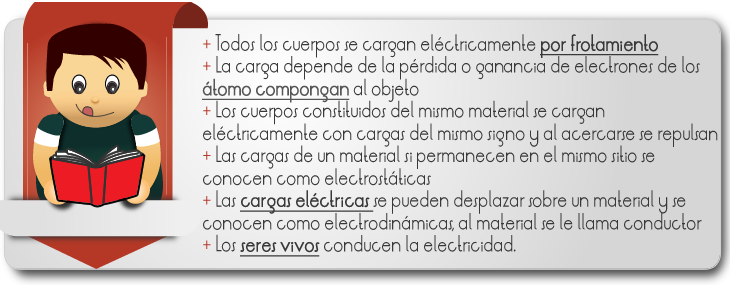 + Todos los cuerpos se cargan eléctricamente por frotamiento
+ La carga depende de la pérdida o ganancia de electrones de los
átomo compongan al objeto
+ Los cuerpos constituidos del mismo material se cargan
eléctricamente con cargas del mismo signo y al acercarse se repulsan
+ Las cargas de un material si permanecen en el mismo sitio se
conocen como electrostáticas
+ Las cargas eléctricas se pueden desplazar sobre un material y se
conocen como electrodinámicas, al material se le llama conductor
+ Los seres vivos conducen la electricidad.